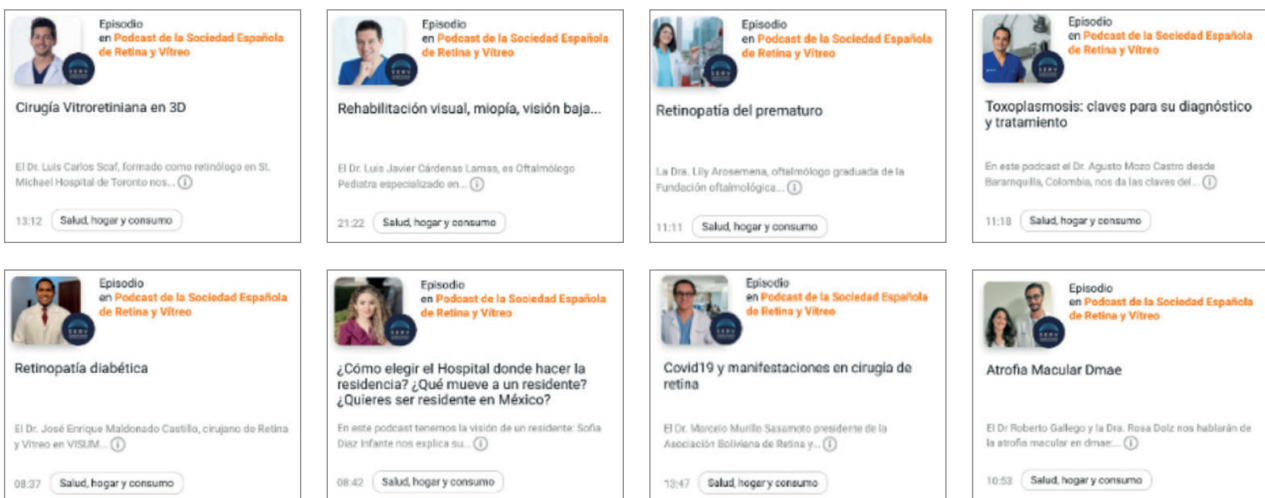 Episodio
en Podcast de la Sociedad Española
de Retina y Vítreo
SERV
Cirugía Vitroretiniana en 3D
El Dr. Luis Carlos Scaf, formado como retinólogo en St.
Michael Hospital de Toronto nos...
13:12 Salud, hogar y consumo
Episodio
en Podcast de la Sociedad Española
de Retina y Vítreo
SERV
Rehabilitación visual, miopía, visión baja...
El Dr. Luis Javier Cárdenas Lamas, es Oftalmólogo
Pediatra especializado en...
21:22 Salud, hogar y consumo
Episodio
en Podcast de la Sociedad Española
de Retina y Vítreo
SERV
Retinopatía del prematuro
La Dra. Lily Arosemena, oftalmólogo graduada de la
Fundación oftalmológica...
11:11 Salud, hogar y consumo
Episodio
en Podcast de la Sociedad Española
de Retina y Vítreo
SERV
Toxoplasmosis: claves para su diagnóstico
y tratamiento
En este podcast el Dr. Agusto Mozo Castro desde
Bararnquilla, Colombia, nos da las claves del...
11:18 Salud, hogar y consumo
Episodio
en Podcast de la Sociedad Española
de Retina y Vítreo
SERV
Retinopatía diabética
El Dr. José Enrique Maldonado Castillo, cirujano de Retina
y Vitreo en VISUM...
08:37 Salud, hogar y consumo
Episodio
en Podcast de la Sociedad Española
de Retina y Vítreo
SERV
¿Cómo elegir el Hospital donde hacer la
residencia? ¿Qué mueve a un residente?
¿Quieres ser residente en México?
En este podcast tenemos la visión de un residente: Sofia
Diaz Infante nos explica su...
08:42 Salud, hogar y consumo
Episodio
en Podcast de la Sociedad Española
de Retina y Vítreo
SERV
Covid19 y manifestaciones en cirugia de
retina
El Dr. Marcelo Murillo Sasamoto presidente de la
Asociación Boliviana de Retina y...
13:47 Salud, hogar y consumo
Episodio
en Podcast de la Sociedad Española
de Retina y Vítreo
SERV
Atrofia Macular Dmae
El Dr Roberto Gallego y la Dra. Rosa Dolz nos hablarán de
la atrofia macular en dmae:...
10:53 Salud, hogar y consumo